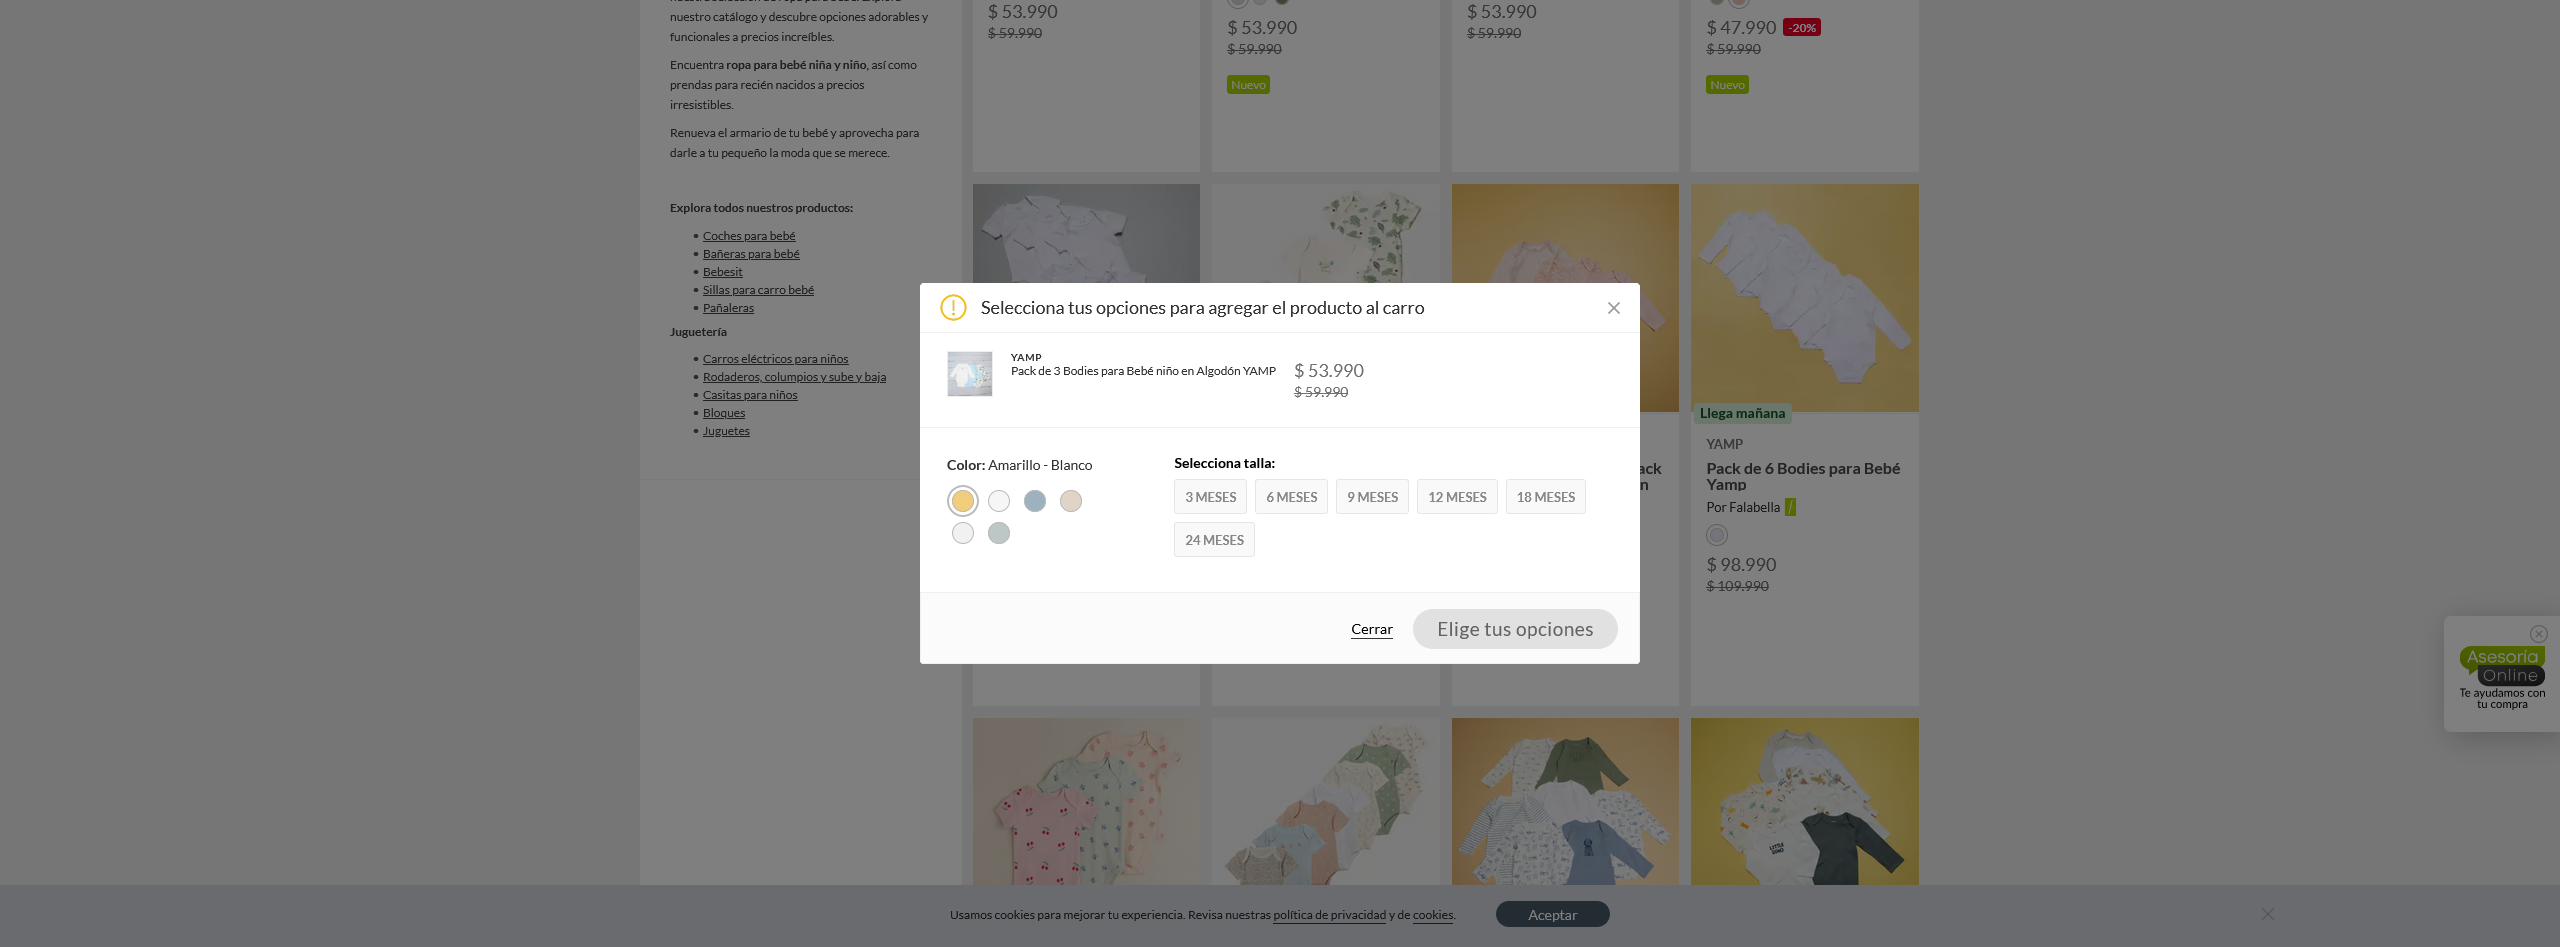 nuestro catálogo y descubre opciones adorables y
funcionales a precios increíbles.
Encuentra ropa para bebé niña y niño, así como
prendas para recién nacidos a precios
irresistibles.
Renueva el armario de tu bebé y aprovecha para
darle a tu pequeño la moda que se merece.
Explora todos nuestros productos:
• Coches para bebé
• Bañeras para bebé
• Bebesit
• Sillas para carro bebé
• Pañaleras
Juguetería
• Carros eléctricos para niños
• Rodaderos, columpios y sube y baja
• Casitas para niños
• Bloques
• Juguetes
$ 53.990
$ 59.990
$ 53.990
$ 59.990
Nuevo
$ 53.990
$ 59.990
$ 47.990 -20%
$ 59.990
Nuevo
Selecciona tus opciones para agregar el producto al carro
YAMP
Pack de 3 Bodies para Bebé niño en Algodón YAMP
$ 53.990
$ 59.990
Color: Amarillo - Blanco
Selecciona talla:
3 MESES
6 MESES
9 MESES
12 MESES
18 MESES
24 MESES
Cerrar
Elige tus opciones
Llega mañana
YAMP
Pack de 6 Bodies para Bebé
Yamp
Por Falabella
$ 98.990
$ 109.990
Asesoría
Online
Te ayudamos con
tu compra
Usamos cookies para mejorar tu experiencia. Revisa nuestras política de privacidad y de cookies.
Aceptar